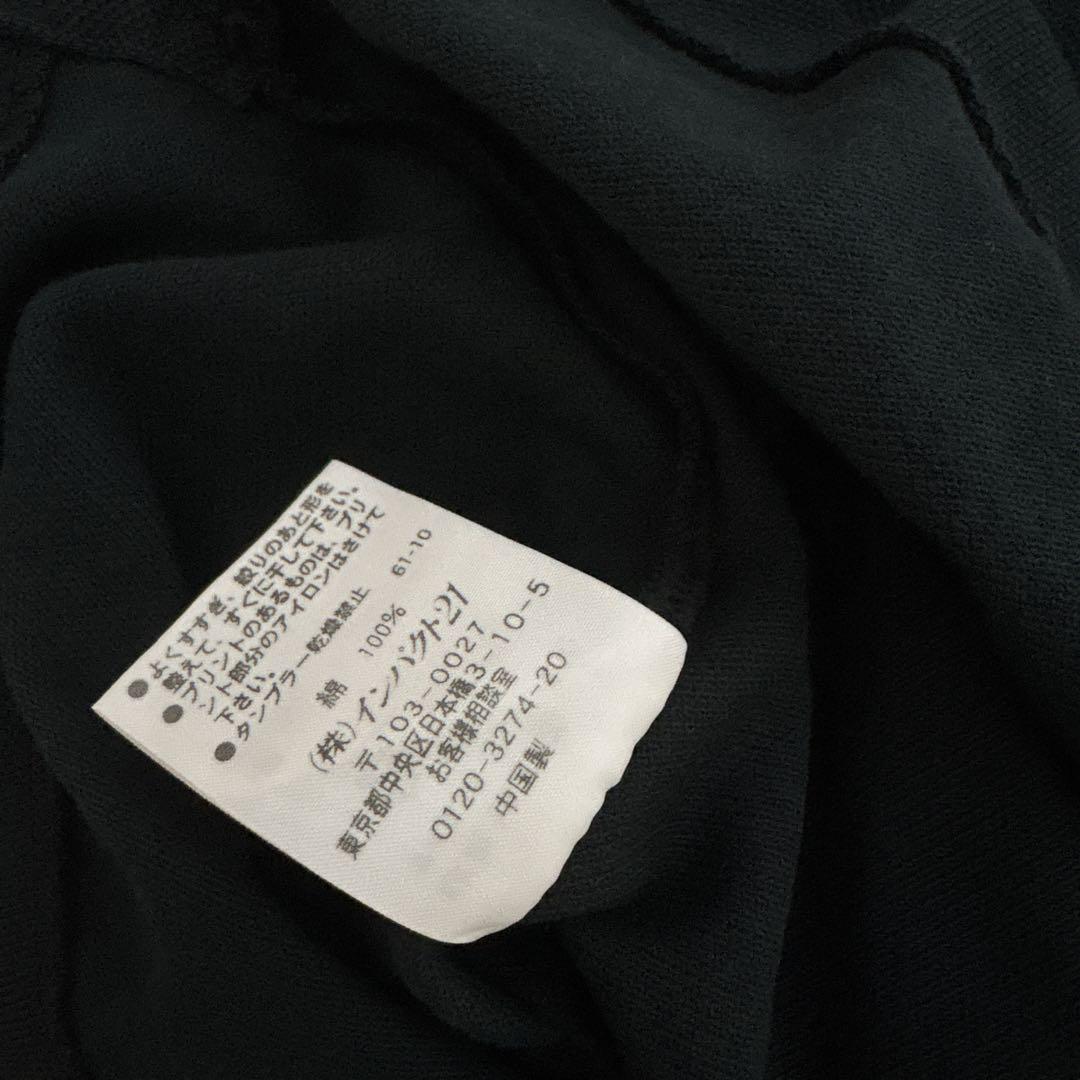 ●よくすすぎ、絞りのあと形を
整えて、すぐに干して下さい。
●プリントのあるものは、プリ
ント部分のアイロンはさけて
下さい。
●タンブラー乾燥禁止
61-10
綿 100%
(株)インパクト21
〒103-0027
東京都中央区日本橋3-10-5
お客様相談室
0120-3274-20
中国製